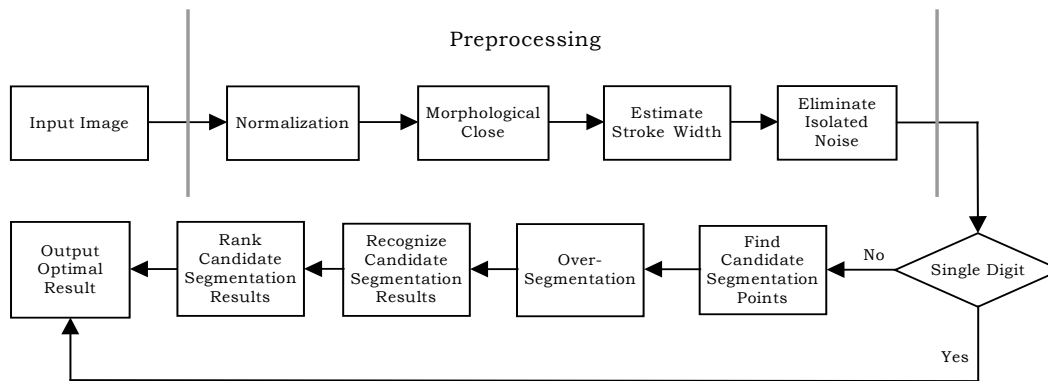 Preprocessing
Input Image
Normalization
Morphological
Close
Estimate
Stroke Width
Eliminate
Isolated
Noise
Single Digit
No
Yes
Find
Candidate
Segmentation
Points
Over-
Segmentation
Recognize
Candidate
Segmentation
Results
Rank
Candidate
Segmentation
Results
Output
Optimal
Result